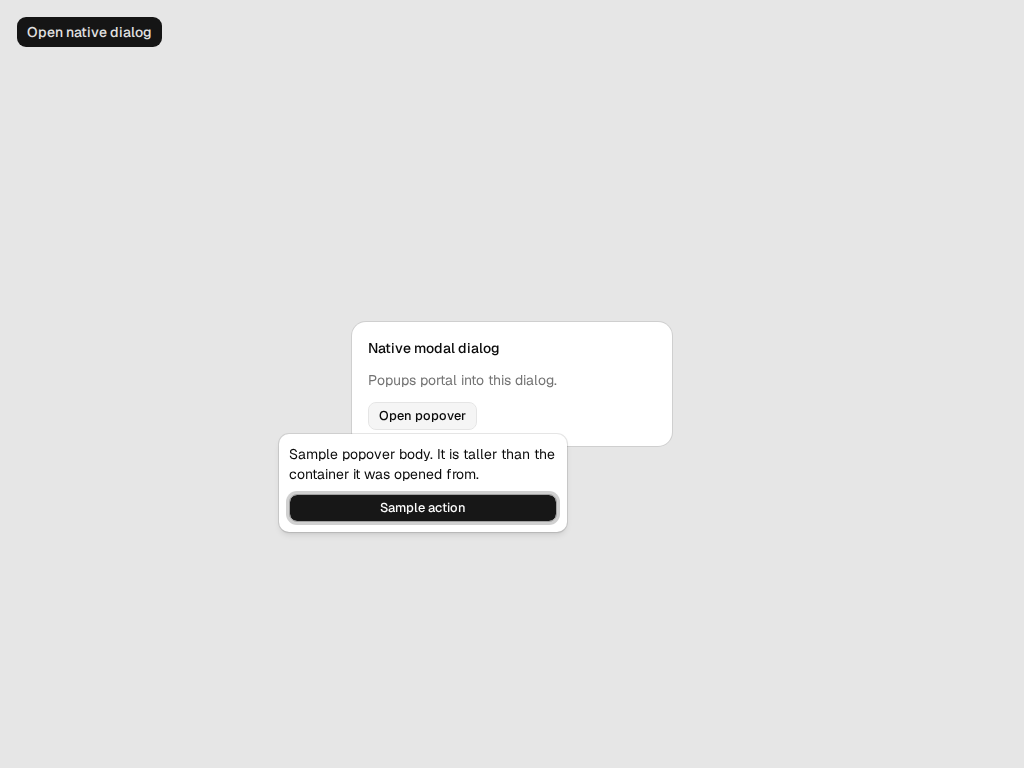 Open native dialog
Native modal dialog
Popups portal into this dialog.
Open popover
Sample popover body. It is taller than the
container it was opened from.
Sample action